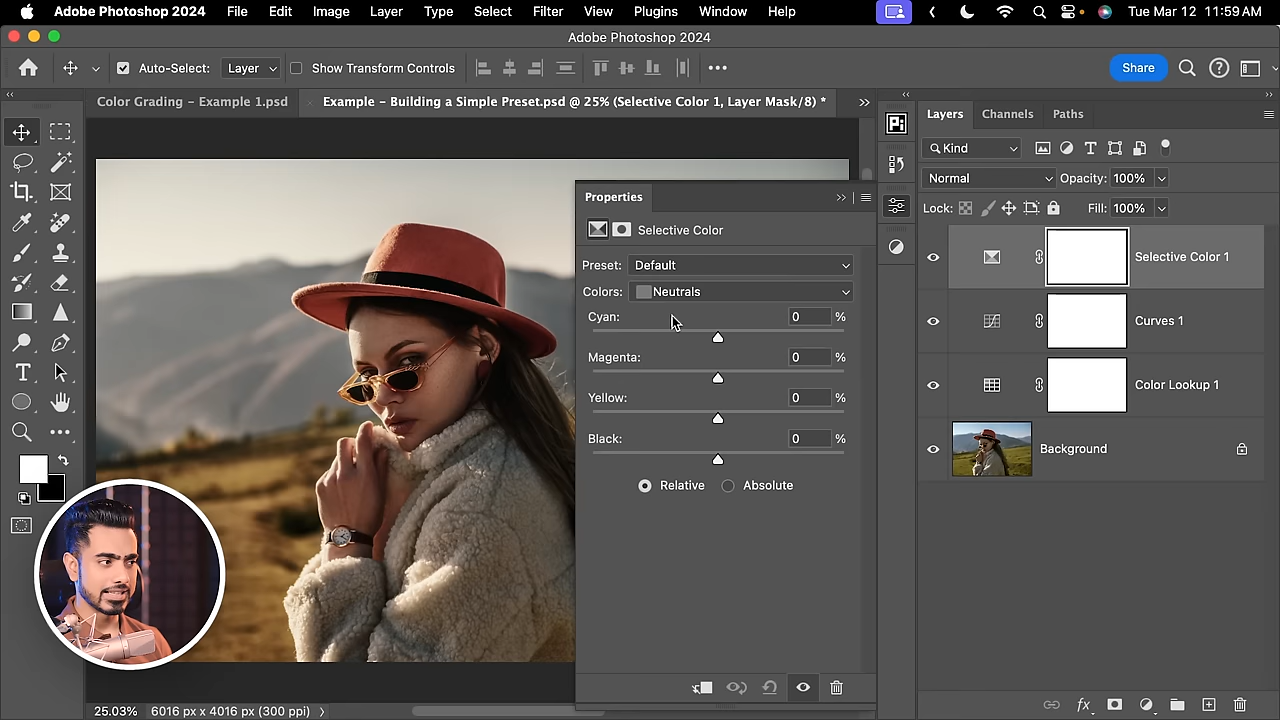 Adobe Photoshop 2024 File Edit Image Layer Type Select Filter View Plugins Window Help Tue Mar 12 11:59 AM
Adobe Photoshop 2024
Auto-Select: Layer Show Transform Controls Share
Color Grading - Example 1.psd Example - Building a Simple Preset.psd @ 25% (Selective Color 1, Layer Mask/8) *
Layers Channels Paths
Kind
Normal Opacity: 100%
Lock: Fill: 100%
Properties
Selective Color
Preset: Default
Colors: Neutrals
Cyan: 0 %
Magenta: 0 %
Yellow: 0 %
Black: 0 %
Relative Absolute
Selective Color 1
Curves 1
Color Lookup 1
Background
25.03% 6016 px x 4016 px (300 ppi)